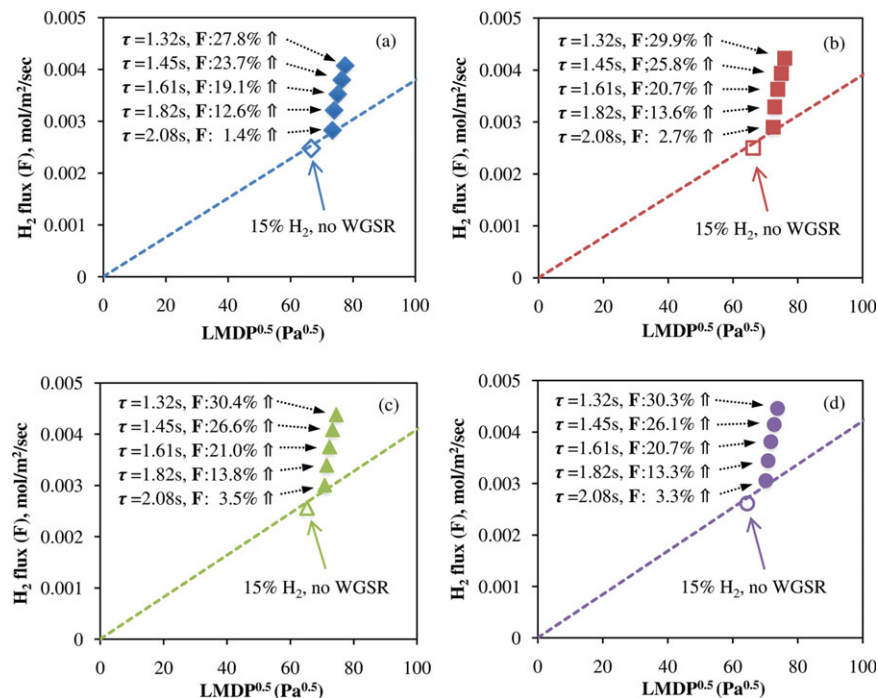 (a)
0.005
0.004
0.003
0.002
0.001
0
H₂ flux (F), mol/m²/sec
τ =1.32s, F:27.8% ⇑
τ =1.45s, F:23.7% ⇑
τ =1.61s, F:19.1% ⇑
τ =1.82s, F:12.6% ⇑
τ =2.08s, F: 1.4% ⇑
15% H₂, no WGSR
0 20 40 60 80 100
LMDP⁰·⁵ (Pa⁰·⁵)
(b)
0.005
0.004
0.003
0.002
0.001
0
H₂ flux (F), mol/m²/sec
τ =1.32s, F:29.9% ⇑
τ =1.45s, F;25.8% ⇑
τ =1.61s, F:20.7% ⇑
τ =1.82s, F:13.6% ⇑
τ =2.08s, F: 2.7% ⇑
15% H₂, no WGSR
0 20 40 60 80 100
LMDP⁰·⁵ (Pa⁰·⁵)
(c)
0.005
0.004
0.003
0.002
0.001
0
H₂ flux (F), mol/m²/sec
τ =1.32s, F:30.4% ⇑
τ =1.45s, F:26.6% ⇑
τ =1.61s, F:21.0% ⇑
τ =1.82s, F:13.8% ⇑
τ =2.08s, F: 3.5% ⇑
15% H₂, no WGSR
0 20 40 60 80 100
LMDP⁰·⁵ (Pa⁰·⁵)
(d)
0.005
0.004
0.003
0.002
0.001
0
H₂ flux (F), mol/m²/sec
τ =1.32s, F:30.3% ⇑
τ =1.45s, F:26.1% ⇑
τ =1.61s, F:20.7% ⇑
τ =1.82s, F:13.3% ⇑
τ =2.08s, F: 3.3% ⇑
15% H₂, no WGSR
0 20 40 60 80 100
LMDP⁰·⁵ (Pa⁰·⁵)